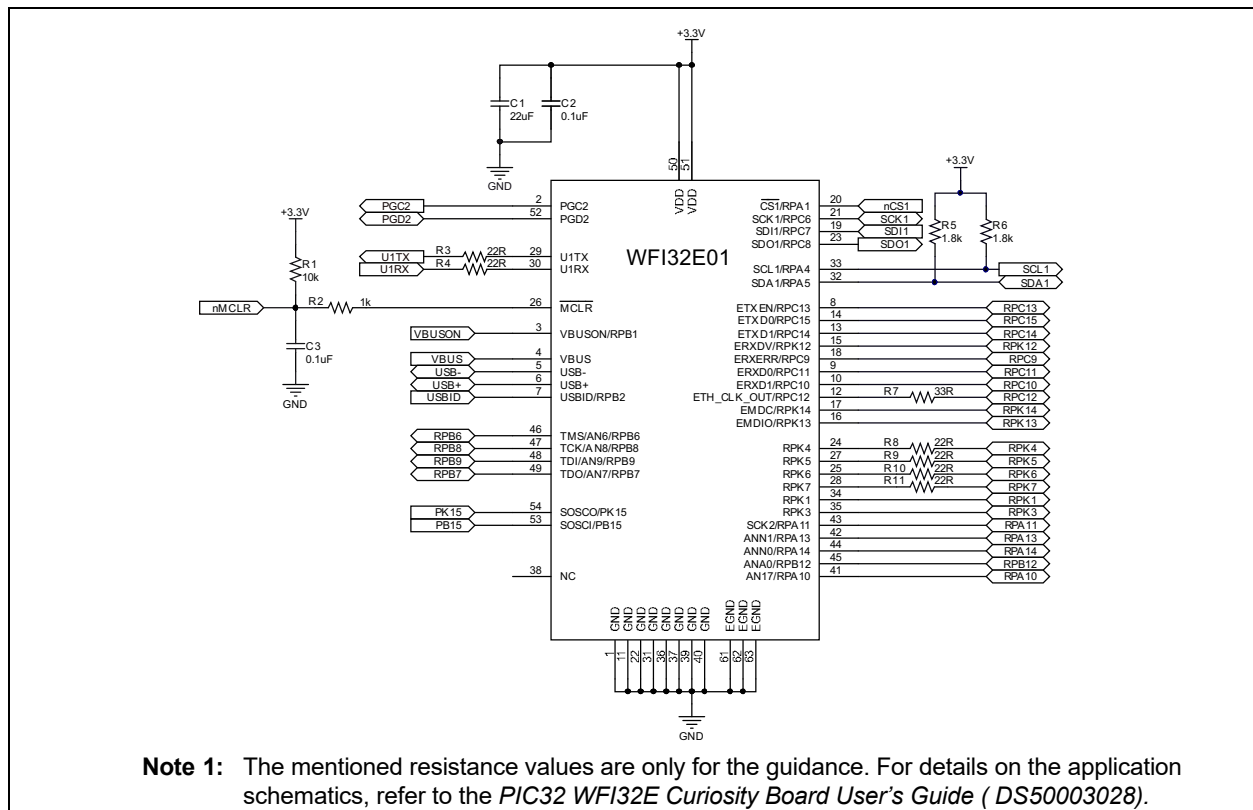 +3.3V
C1
22uF
C2
0.1uF
GND
50
51
VDD
VDD
+3.3V
PGC2
2
PGC2
PGD2
52
PGD2
U1TX
R3
22R
29
U1TX
U1RX
R4
22R
30
U1RX
+3.3V
R1
10k
nMCLR
R2
1k
26
MCLR
C3
0.1uF
GND
VBUSON
3
VBUSON/RPB1
VBUS
4
VBUS
USB-
5
USB-
USB+
6
USB+
USBID
7
USBID/RPB2
RPB6
46
TMS/AN6/RPB6
RPB8
47
TCK/AN8/RPB8
RPB9
48
TDI/AN9/RPB9
RPB7
49
TDO/AN7/RPB7
PK15
54
SOSCO/PK15
PB15
53
SOSCI/PB15
38
NC
WFI32E01
CS1/RPA1
20
nCS1
SCK1/RPC6
21
SCK1
SDI1/RPC7
19
SDI1
SDO1/RPC8
23
SDO1
R5
1.8k
R6
1.8k
SCL1/RPA4
33
SCL1
SDA1/RPA5
32
SDA1
ETXEN/RPC13
8
RPC13
ETXD0/RPC15
14
RPC15
ETXD1/RPC14
13
RPC14
ERXDV/RPK12
15
RPK12
ERXERR/RPC9
18
RPC9
ERXD0/RPC11
9
RPC11
ERXD1/RPC10
10
RPC10
ETH_CLK_OUT/RPC12
12
R7
33R
RPC12
EMDC/RPK14
17
RPK14
EMDIO/RPK13
16
RPK13
RPK4
24
R8
22R
RPK4
RPK5
27
R9
22R
RPK5
RPK6
25
R10
22R
RPK6
RPK7
28
R11
22R
RPK7
RPK1
34
RPK1
RPK3
35
RPK3
SCK2/RPA11
43
RPA11
ANN1/RPA13
42
RPA13
ANN0/RPA14
44
RPA14
ANA0/RPB12
45
RPB12
AN17/RPA10
41
RPA10
GND
GND
GND
GND
GND
GND
GND
GND
EGND
EGND
EGND
1
11
22
31
36
37
39
40
61
62
63
GND
Note 1: The mentioned resistance values are only for the guidance. For details on the application
schematics, refer to the PIC32 WFI32E Curiosity Board User's Guide ( DS50003028).